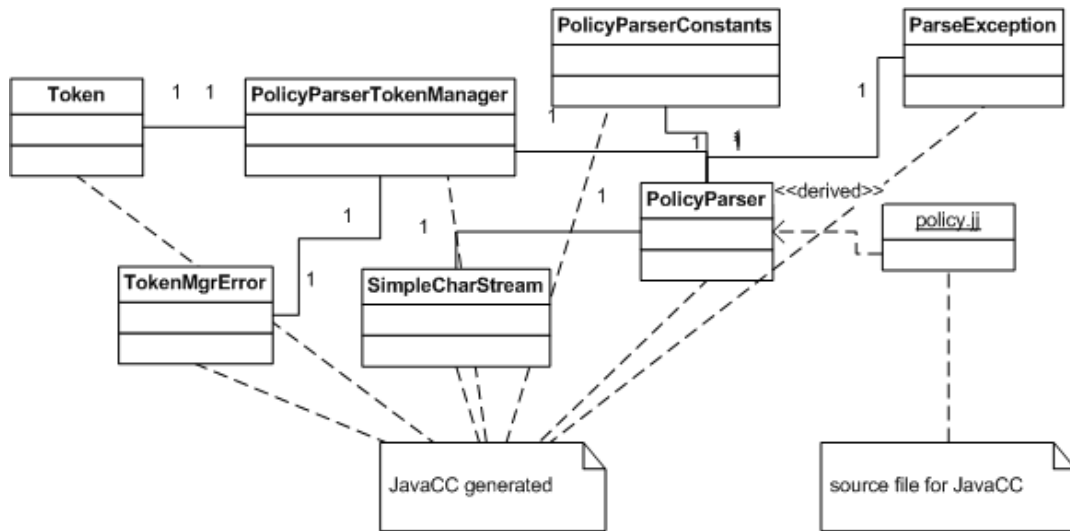 PolicyParserConstants
ParseException
Token
1 1
PolicyParserTokenManager
1
1
1
<<derived>>
PolicyParser
policy.jj
1
1
1
1
TokenMgrError
SimpleCharStream
JavaCC generated
source file for JavaCC